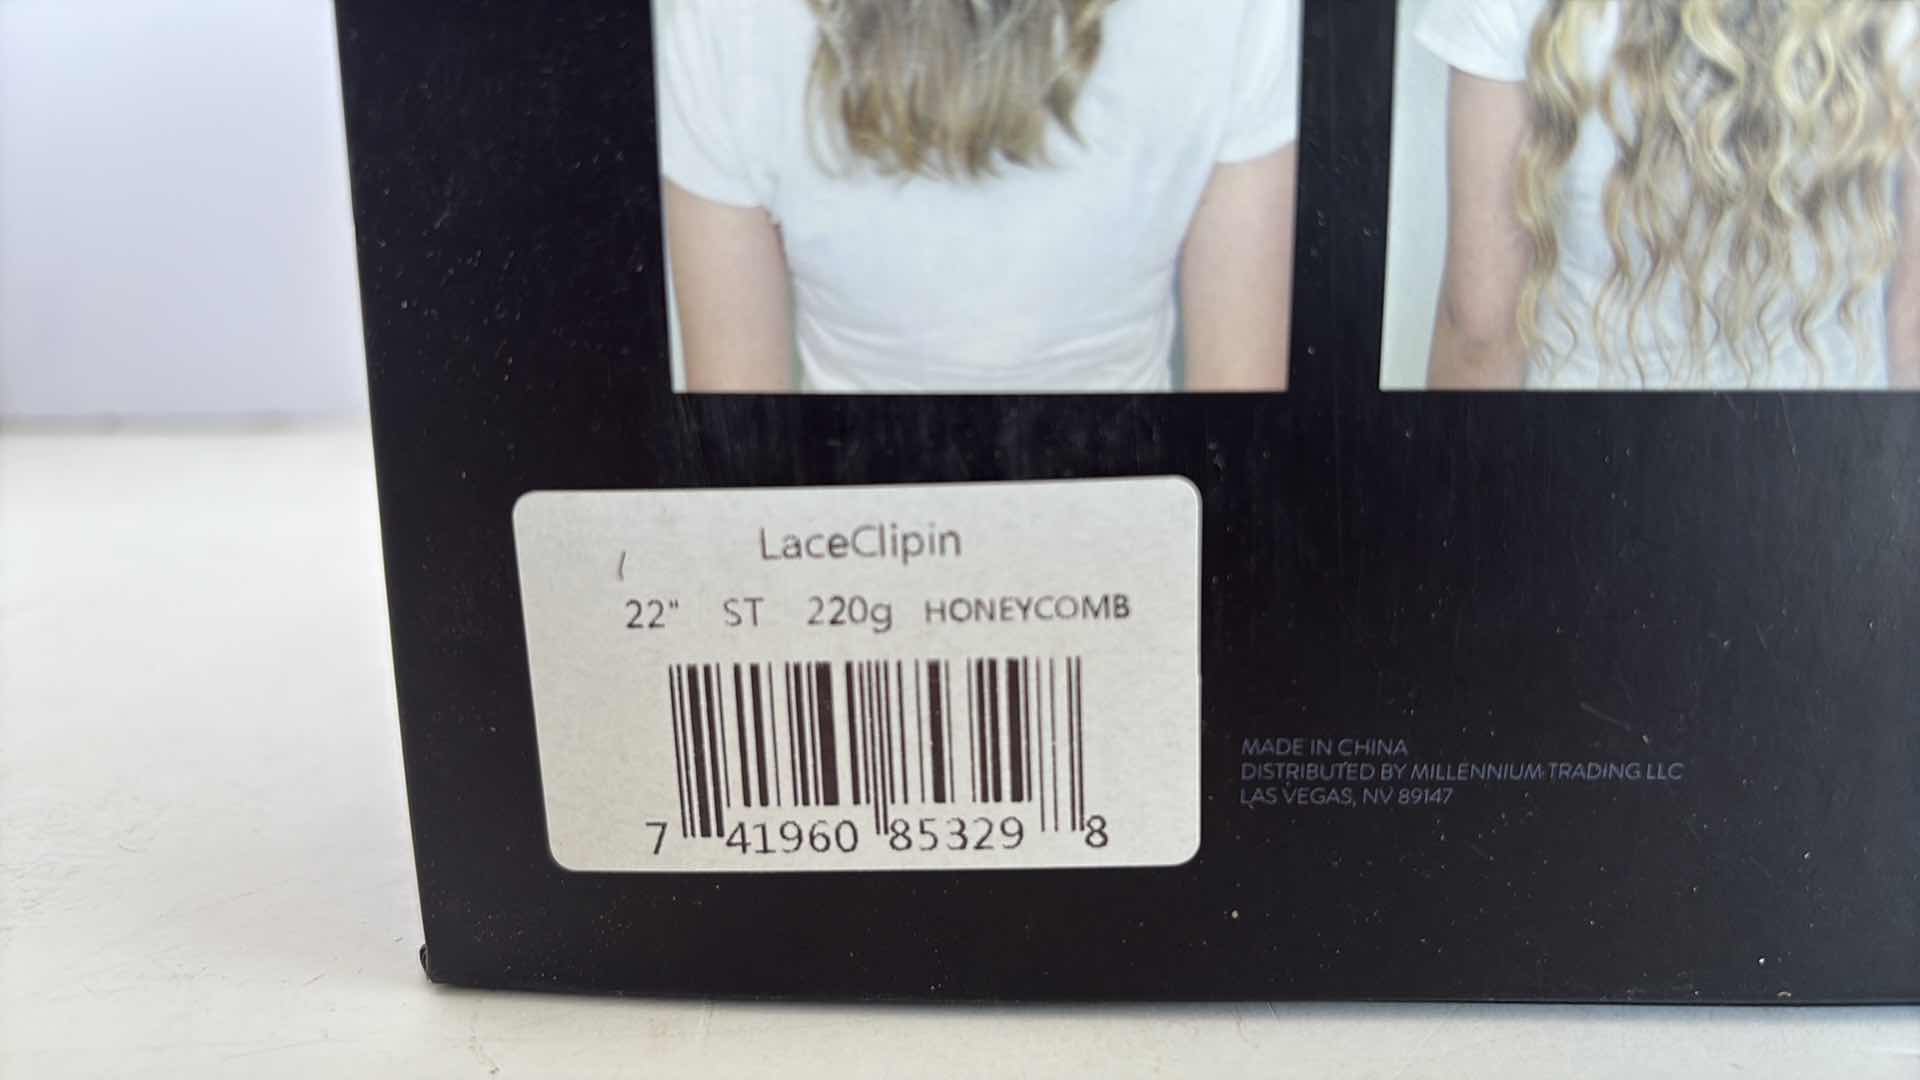 LaceClipin
22" ST 220g HONEYCOMB
7 41960 85329 8
MADE IN CHINA
DISTRIBUTED BY MILLENNIUM TRADING LLC
LAS VEGAS, NV 89147